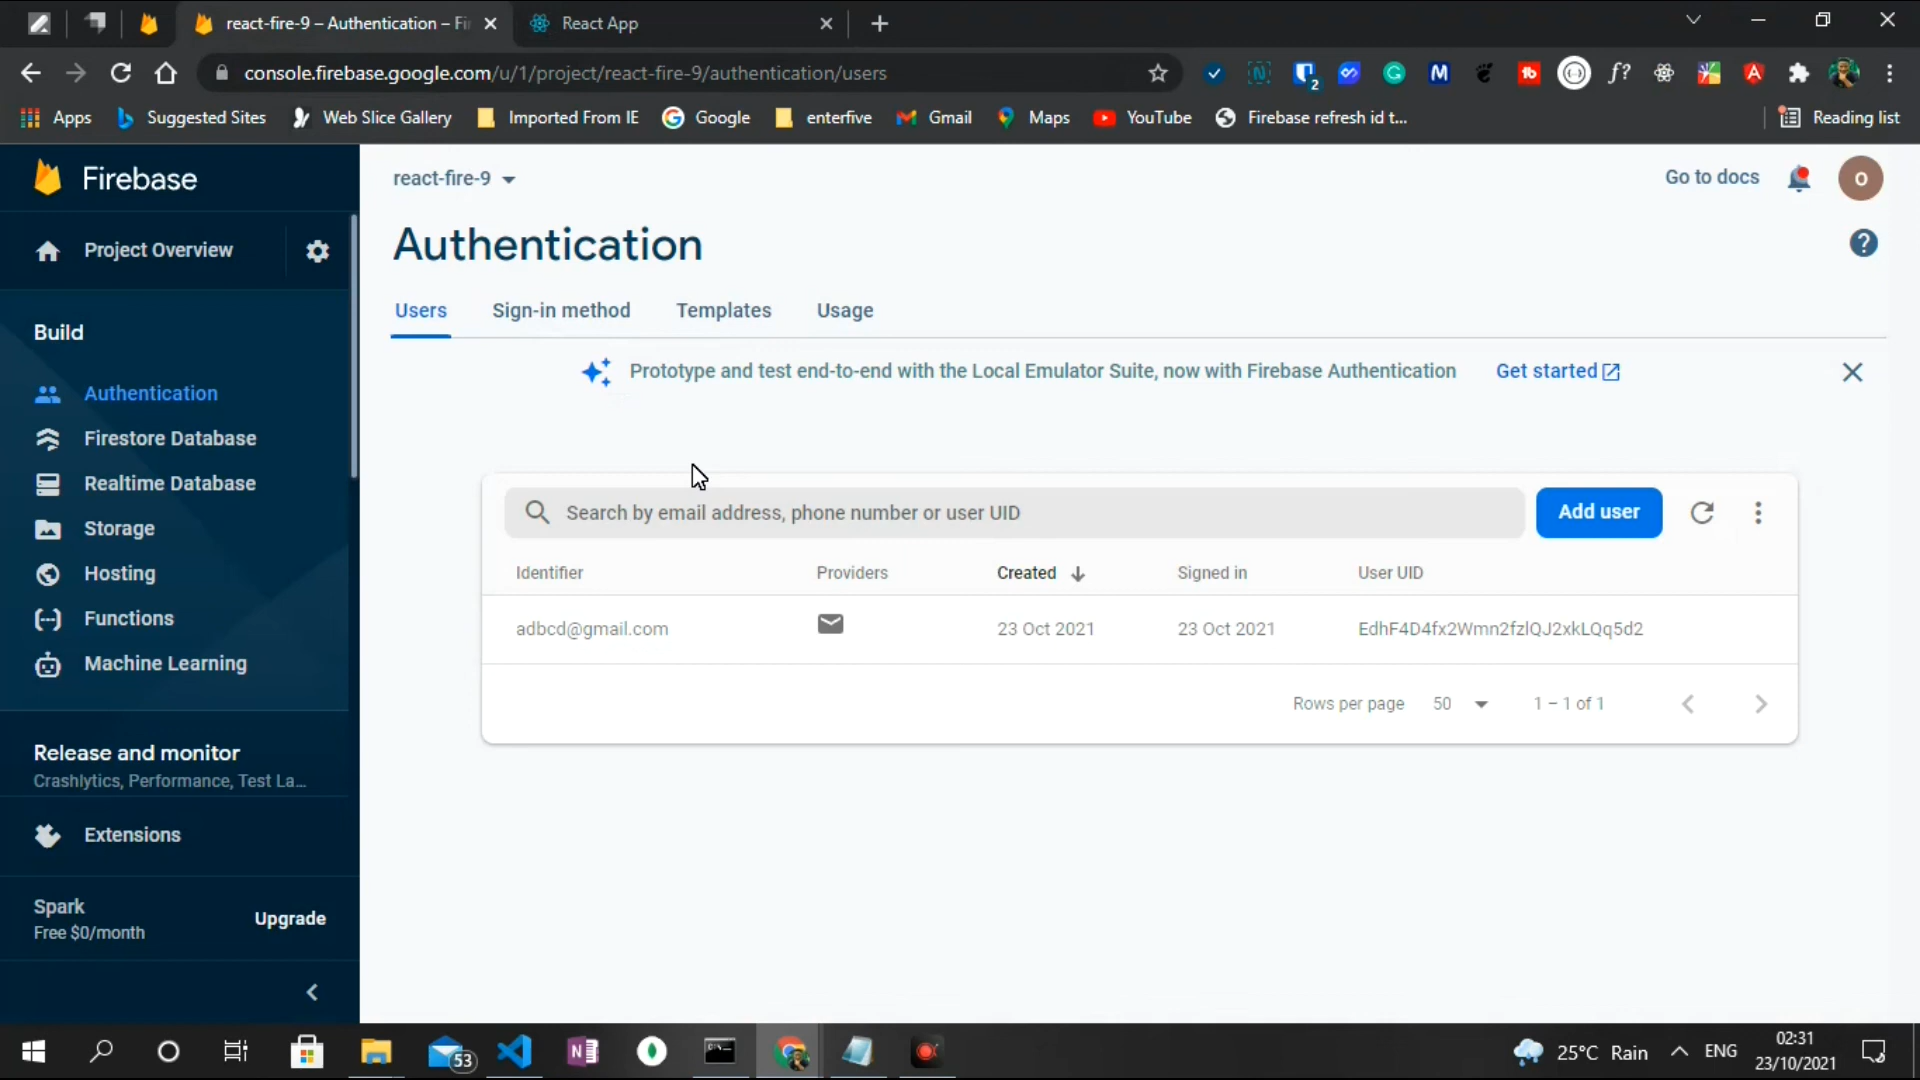 react-fire-9 – Authentication – Fi
React App
console.firebase.google.com/u/1/project/react-fire-9/authentication/users
Apps
Suggested Sites
Web Slice Gallery
Imported From IE
Google
enterfive
Gmail
Maps
YouTube
Firebase refresh id t...
Reading list
Firebase
Project Overview
Build
Authentication
Firestore Database
Realtime Database
Storage
Hosting
Functions
Machine Learning
Release and monitor
Crashlytics, Performance, Test La...
Extensions
Spark
Free $0/month
Upgrade
react-fire-9
Go to docs
o
Authentication
Users Sign-in method Templates Usage
Prototype and test end-to-end with the Local Emulator Suite, now with Firebase Authentication Get started
Search by email address, phone number or user UID
Add user
Identifier Providers Created Signed in User UID
adbcd@gmail.com 23 Oct 2021 23 Oct 2021 EdhF4D4fx2Wmn2fzlQJ2xkLQq5d2
Rows per page 50 1 – 1 of 1
53
25°C Rain
ENG
02:31
23/10/2021